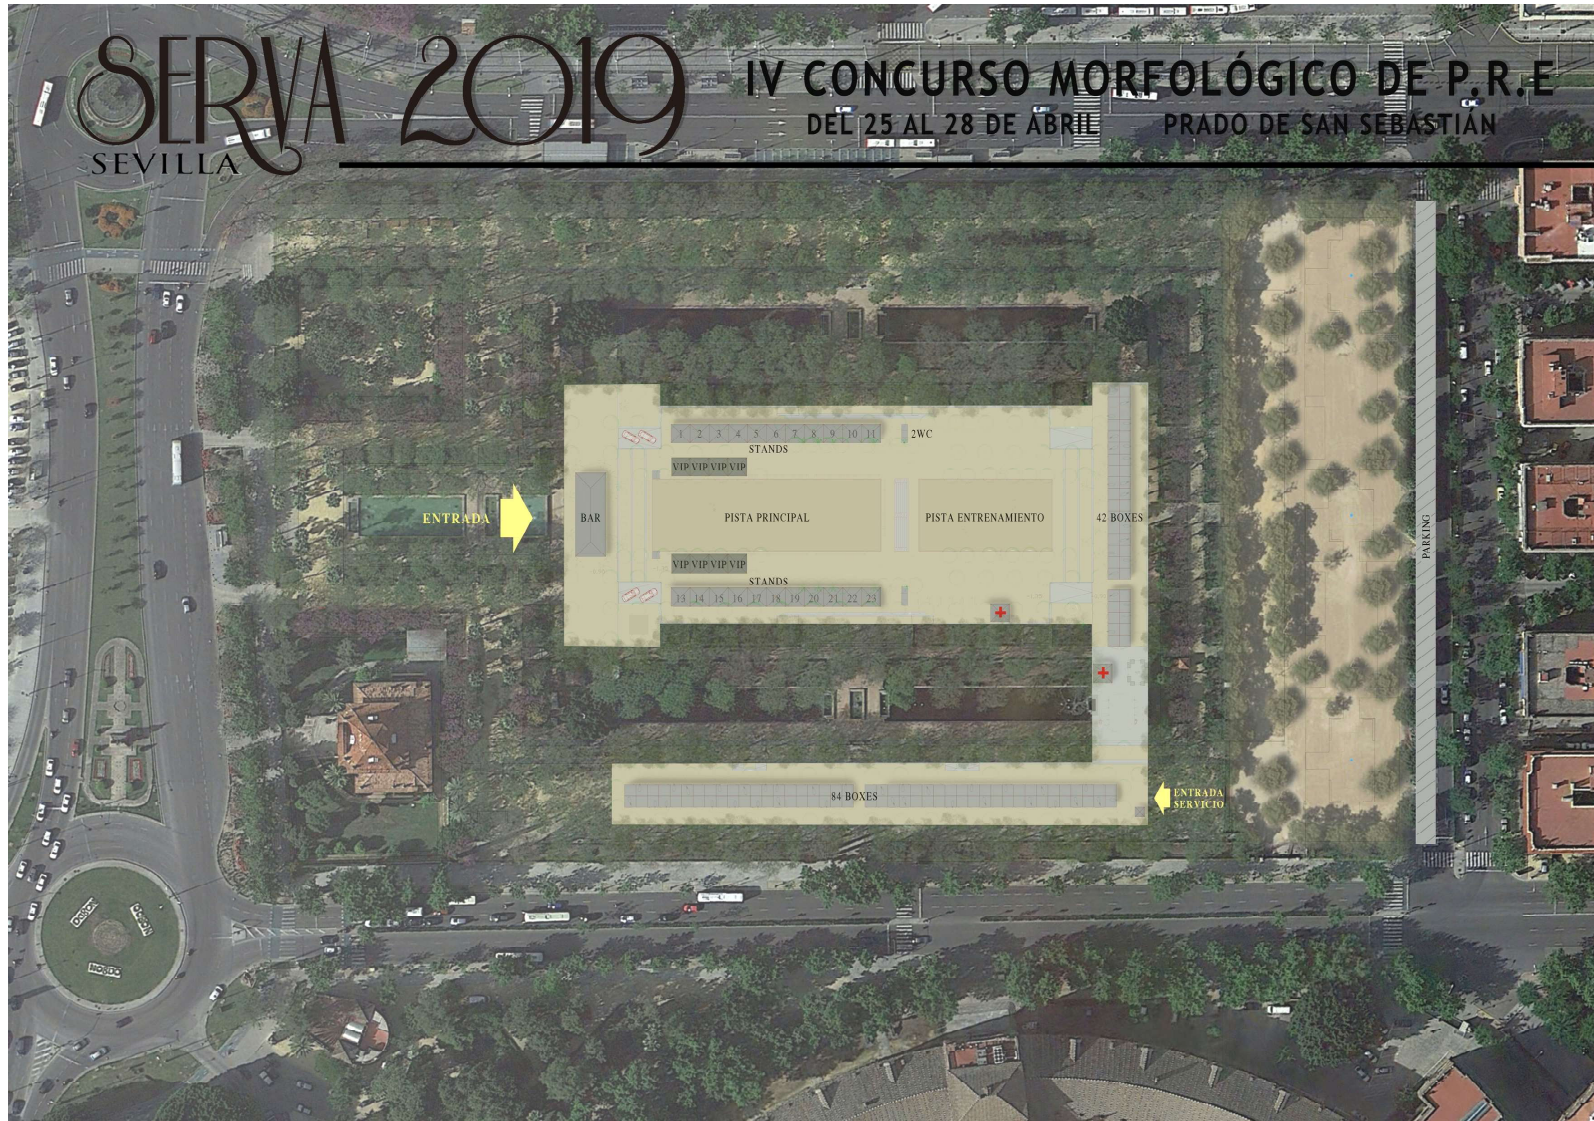 SERVA 2019
SEVILLA
IV CONCURSO MORFOLÓGICO DE P.R.E
DEL 25 AL 28 DE ABRIL PRADO DE SAN SEBASTIÁN
1 2 3 4 5 6 7 8 9 10 11
2WC
STANDS
VIP VIP VIP VIP
ENTRADA
BAR
PISTA PRINCIPAL
PISTA ENTRENAMIENTO
42 BOXES
PARKING
VIP VIP VIP VIP
STANDS
13 14 15 16 17 18 19 20 21 22 23
84 BOXES
ENTRADA
SERVICIO